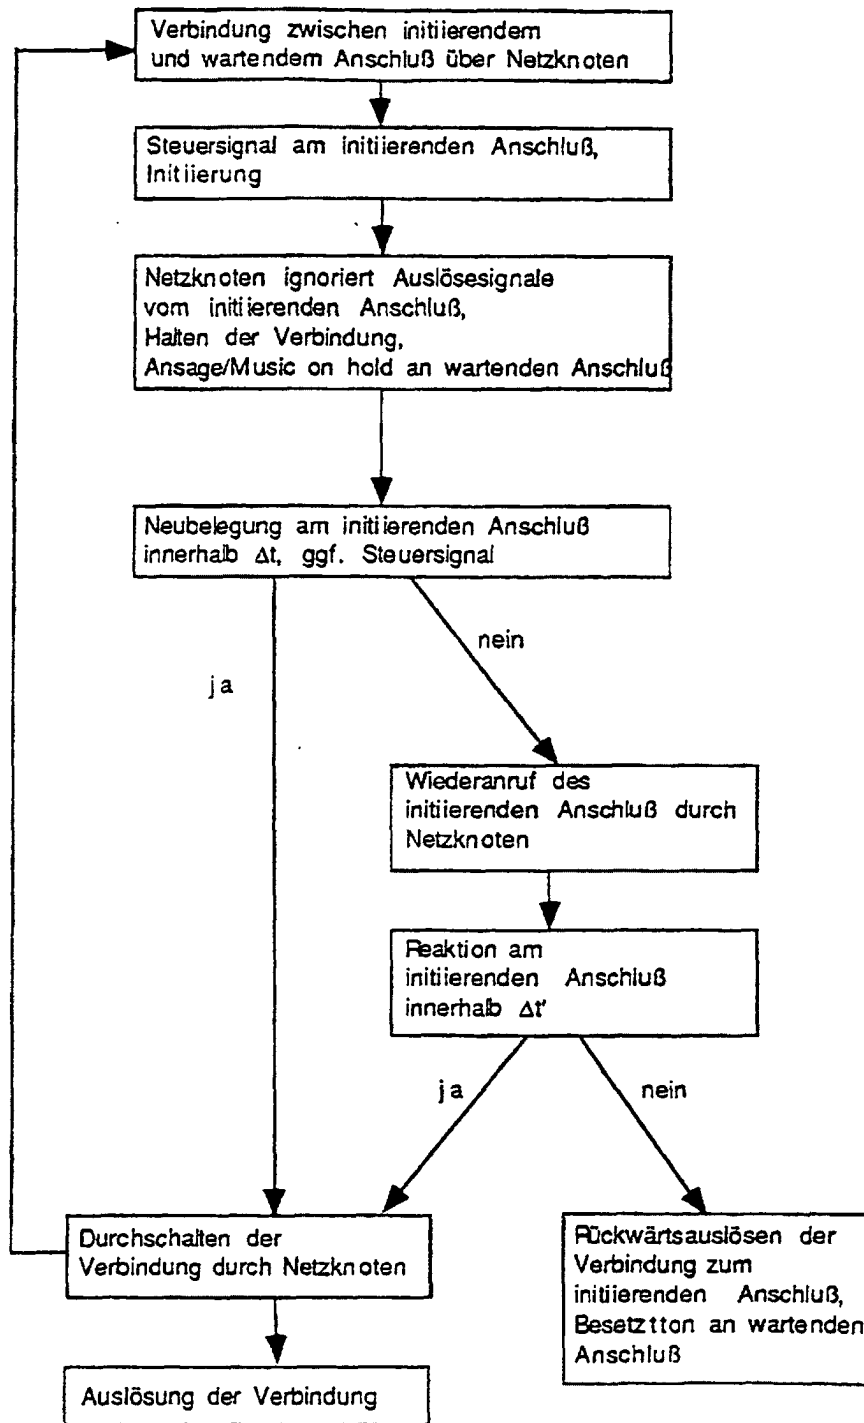 Verbindung zwischen initiierendem
und wartendem Anschluß über Netzknoten
Steuersignal am initiierenden Anschluß,
Initiierung
Netzknoten ignoriert Auslösesignale
vom initiierenden Anschluß,
Halten der Verbindung,
Ansage/Music on hold an wartenden Anschluß
Neubelegung am initiierenden Anschluß
innerhalb Δt, ggf. Steuersignal
nein
ja
Wiederanruf des
initiierenden Anschluß durch
Netzknoten
Reaktion am
initiierenden Anschluß
innerhalb Δt'
ja
nein
Durchschalten der
Verbindung durch Netzknoten
Rückwärtsauslösen der
Verbindung zum
initiierenden Anschluß,
Besetztton an wartenden
Anschluß
Auslösung der Verbindung